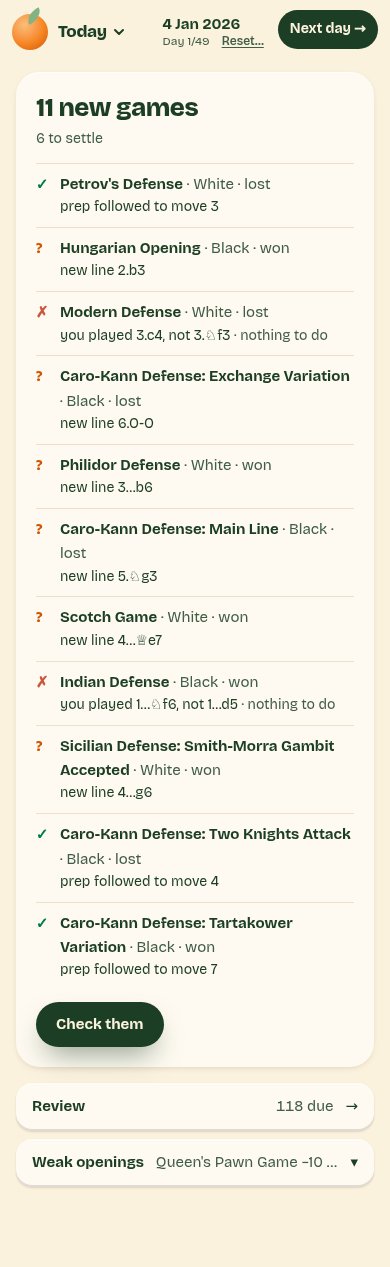 Today
4 Jan 2026
Day 1/49 Reset...
Next day →
11 new games
6 to settle
✓ Petrov's Defense · White · lost
prep followed to move 3
? Hungarian Opening · Black · won
new line 2.b3
✗ Modern Defense · White · lost
you played 3.c4, not 3.♘f3 · nothing to do
? Caro-Kann Defense: Exchange Variation
· Black · lost
new line 6.O-O
? Philidor Defense · White · won
new line 3...b6
? Caro-Kann Defense: Main Line · Black ·
lost
new line 5.♘g3
? Scotch Game · White · won
new line 4...♕e7
✗ Indian Defense · Black · won
you played 1...♘f6, not 1...d5 · nothing to do
? Sicilian Defense: Smith-Morra Gambit
Accepted · White · won
new line 4...g6
✓ Caro-Kann Defense: Two Knights Attack
· Black · lost
prep followed to move 4
✓ Caro-Kann Defense: Tartakower
Variation · Black · won
prep followed to move 7
Check them
Review 118 due →
Weak openings Queen's Pawn Game −10 ... ▾